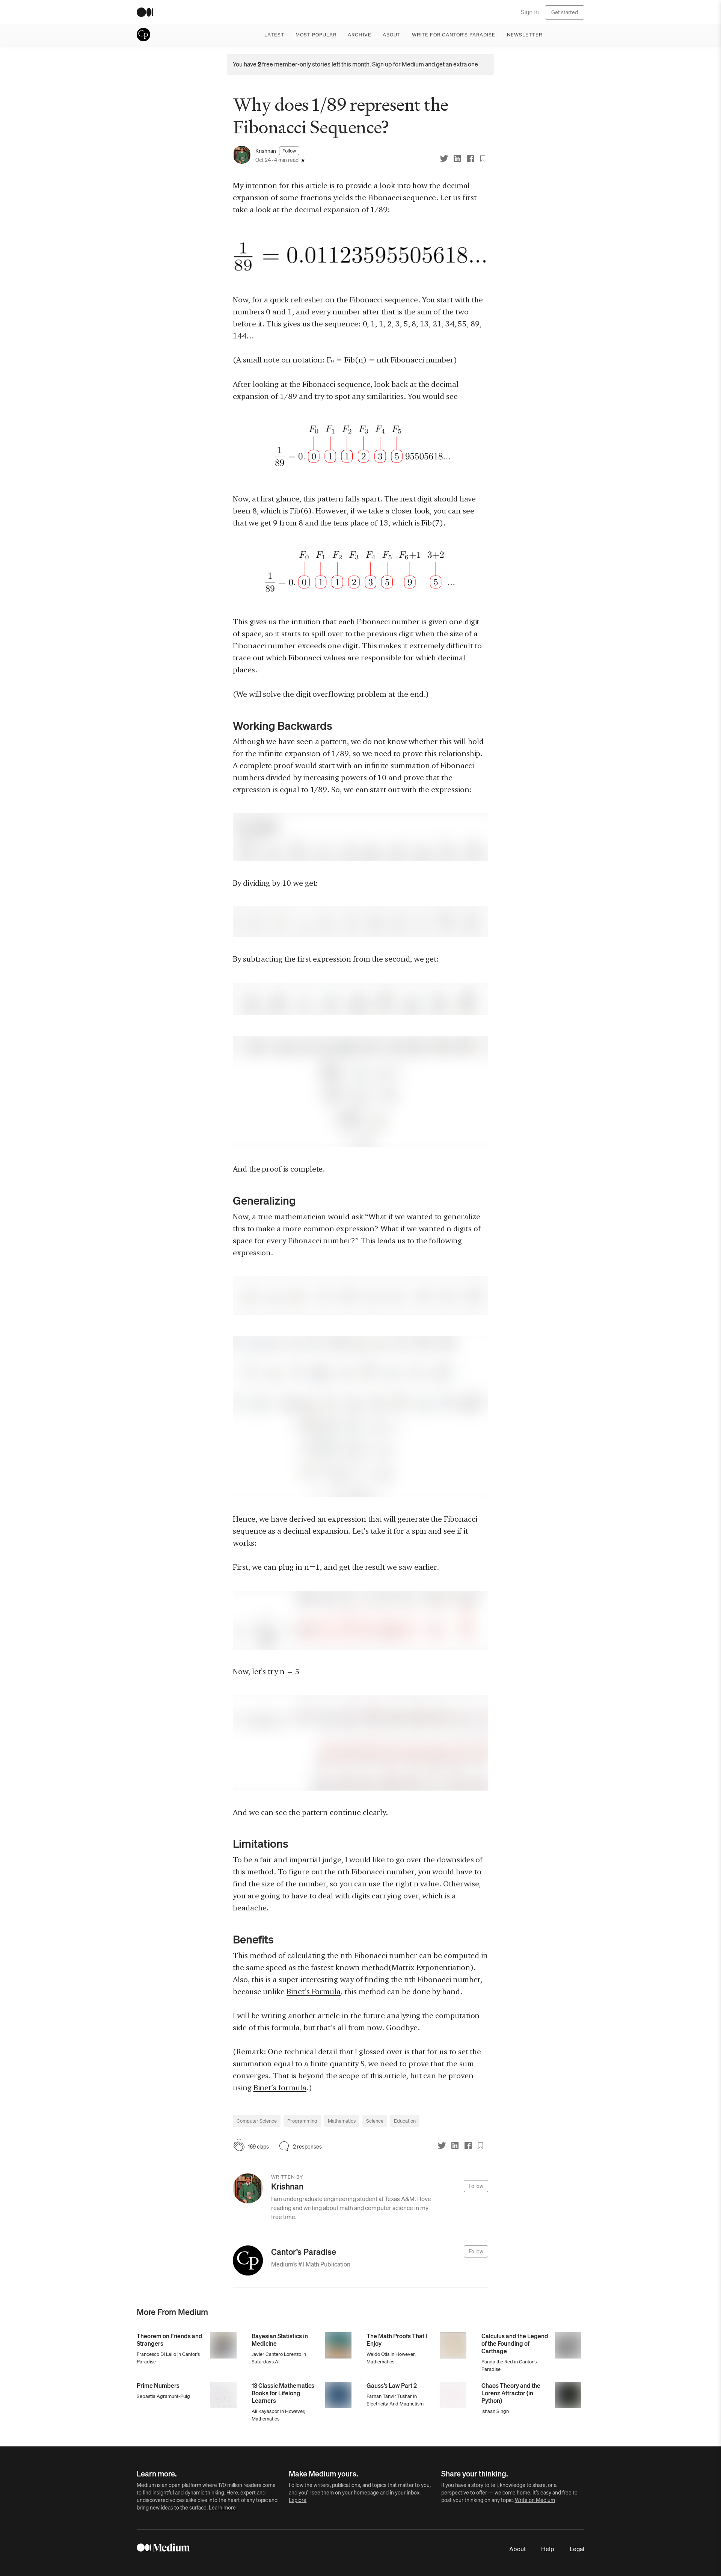 Sign in
Get started
Cp
LATEST
MOST POPULAR
ARCHIVE
ABOUT
WRITE FOR CANTOR'S PARADISE
NEWSLETTER
You have 2 free member-only stories left this month. Sign up for Medium and get an extra one
Why does 1/89 represent the
Fibonacci Sequence?
Krishnan
Follow
Oct 24 · 4 min read ★
My intention for this article is to provide a look into how the decimal
expansion of some fractions yields the Fibonacci sequence. Let us first
take a look at the decimal expansion of 1/89:
1/89 = 0.01123595505618...
Now, for a quick refresher on the Fibonacci sequence. You start with the
numbers 0 and 1, and every number after that is the sum of the two
before it. This gives us the sequence: 0, 1, 1, 2, 3, 5, 8, 13, 21, 34, 55, 89,
144…
(A small note on notation: Fₙ = Fib(n) = nth Fibonacci number)
After looking at the Fibonacci sequence, look back at the decimal
expansion of 1/89 and try to spot any similarities. You would see
F0 F1 F2 F3 F4 F5
1/89 = 0. 0 1 1 2 3 5 95505618...
Now, at first glance, this pattern falls apart. The next digit should have
been 8, which is Fib(6). However, if we take a closer look, you can see
that we get 9 from 8 and the tens place of 13, which is Fib(7).
F0 F1 F2 F3 F4 F5 F6+1 3+2
1/89 = 0. 0 1 1 2 3 5 9 5 ...
This gives us the intuition that each Fibonacci number is given one digit
of space, so it starts to spill over to the previous digit when the size of a
Fibonacci number exceeds one digit. This makes it extremely difficult to
trace out which Fibonacci values are responsible for which decimal
places.
(We will solve the digit overflowing problem at the end.)
Working Backwards
Although we have seen a pattern, we do not know whether this will hold
for the infinite expansion of 1/89, so we need to prove this relationship.
A complete proof would start with an infinite summation of Fibonacci
numbers divided by increasing powers of 10 and prove that the
expression is equal to 1/89. So, we can start out with the expression:
By dividing by 10 we get:
By subtracting the first expression from the second, we get:
And the proof is complete.
Generalizing
Now, a true mathematician would ask “What if we wanted to generalize
this to make a more common expression? What if we wanted n digits of
space for every Fibonacci number?” This leads us to the following
expression.
Hence, we have derived an expression that will generate the Fibonacci
sequence as a decimal expansion. Let’s take it for a spin and see if it
works:
First, we can plug in n=1, and get the result we saw earlier.
Now, let’s try n = 5
And we can see the pattern continue clearly.
Limitations
To be a fair and impartial judge, I would like to go over the downsides of
this method. To figure out the nth Fibonacci number, you would have to
find the size of the number, so you can use the right n value. Otherwise,
you are going to have to deal with digits carrying over, which is a
headache.
Benefits
This method of calculating the nth Fibonacci number can be computed in
the same speed as the fastest known method(Matrix Exponentiation).
Also, this is a super interesting way of finding the nth Fibonacci number,
because unlike Binet’s Formula, this method can be done by hand.
I will be writing another article in the future analyzing the computation
side of this formula, but that’s all from now. Goodbye.
(Remark: One technical detail that I glossed over is that for us to set the
summation equal to a finite quantity S, we need to prove that the sum
converges. That is beyond the scope of this article, but can be proven
using Binet’s formula.)
Computer Science
Programming
Mathematics
Science
Education
169 claps
2 responses
WRITTEN BY
Krishnan
Follow
I am undergraduate engineering student at Texas A&M. I love
reading and writing about math and computer science in my
free time.
Cp
Cantor’s Paradise
Follow
Medium’s #1 Math Publication
More From Medium
Theorem on Friends and
Strangers
Francesco Di Lallo in Cantor’s
Paradise
Bayesian Statistics in
Medicine
Javier Cantero Lorenzo in
Saturdays.AI
The Math Proofs That I
Enjoy
Waldo Otis in However,
Mathematics
Calculus and the Legend
of the Founding of
Carthage
Panda the Red in Cantor’s
Paradise
Prime Numbers
Sebastia Agramunt-Puig
13 Classic Mathematics
Books for Lifelong
Learners
Ali Kayaspor in However,
Mathematics
Gauss’s Law Part 2
Farhan Tanvir Tushar in
Electricity And Magnetism
Chaos Theory and the
Lorenz Attractor (in
Python)
Ishaan Singh
Learn more.
Medium is an open platform where 170 million readers come
to find insightful and dynamic thinking. Here, expert and
undiscovered voices alike dive into the heart of any topic and
bring new ideas to the surface. Learn more
Make Medium yours.
Follow the writers, publications, and topics that matter to you,
and you’ll see them on your homepage and in your inbox.
Explore
Share your thinking.
If you have a story to tell, knowledge to share, or a
perspective to offer — welcome home. It’s easy and free to
post your thinking on any topic. Write on Medium
Medium
About
Help
Legal